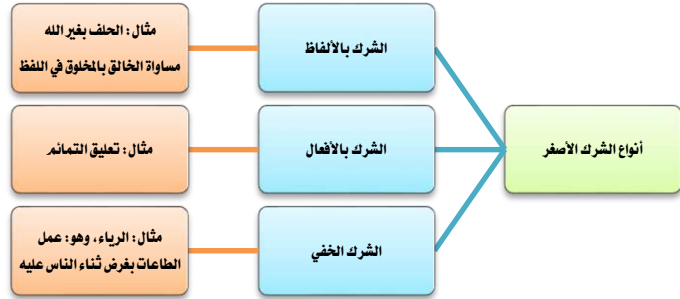 أنواع الشرك الأصغر
الشرك بالألفاظ
مثال: الحلف بغير الله
مساواة الخالق بالمخلوق في اللفظ
الشرك بالأفعال
مثال: تعليق التمائم
الشرك الخفي
مثال: الرياء، وهو: عمل
الطاعات بغرض ثناء الناس عليه